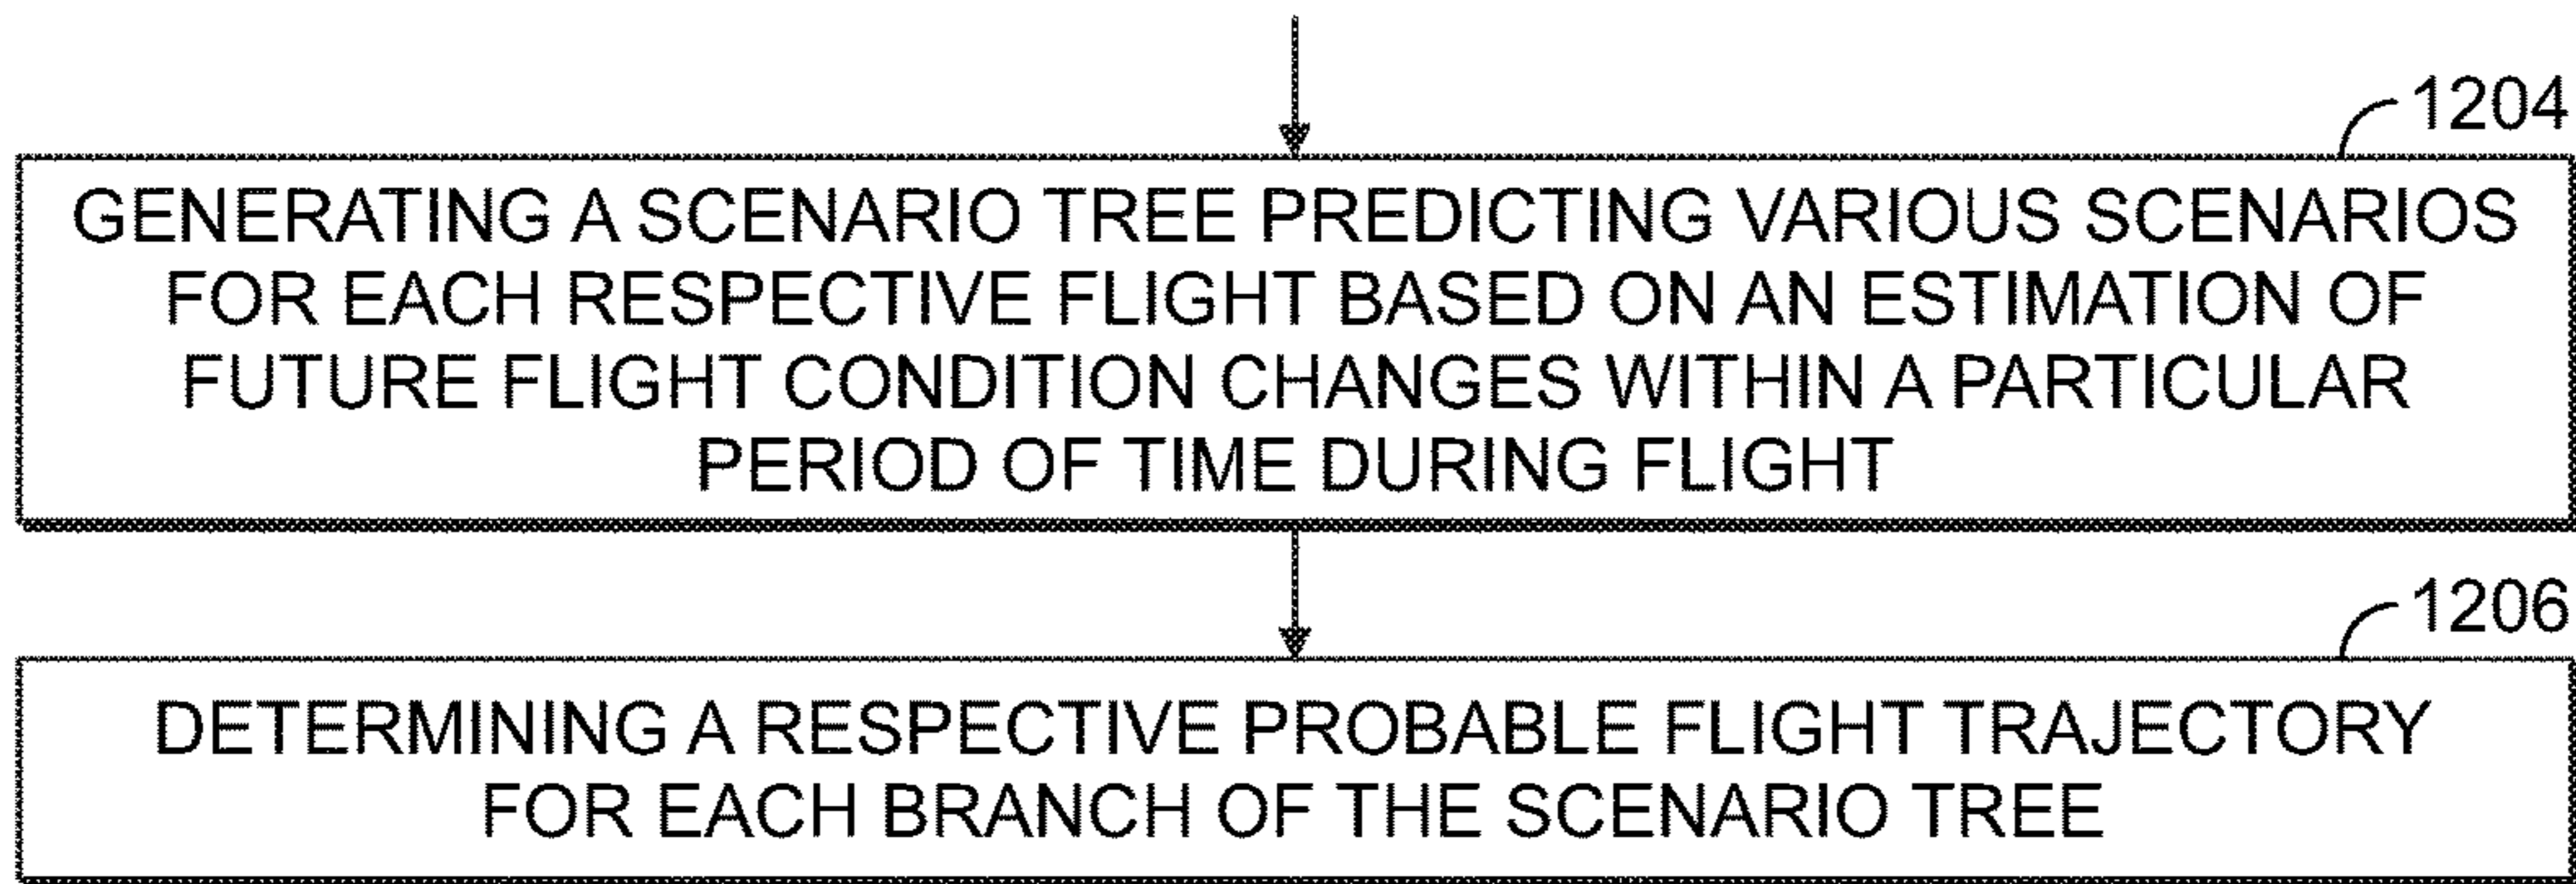 1204
GENERATING A SCENARIO TREE PREDICTING VARIOUS SCENARIOS
FOR EACH RESPECTIVE FLIGHT BASED ON AN ESTIMATION OF
FUTURE FLIGHT CONDITION CHANGES WITHIN A PARTICULAR
PERIOD OF TIME DURING FLIGHT
1206
DETERMINING A RESPECTIVE PROBABLE FLIGHT TRAJECTORY
FOR EACH BRANCH OF THE SCENARIO TREE